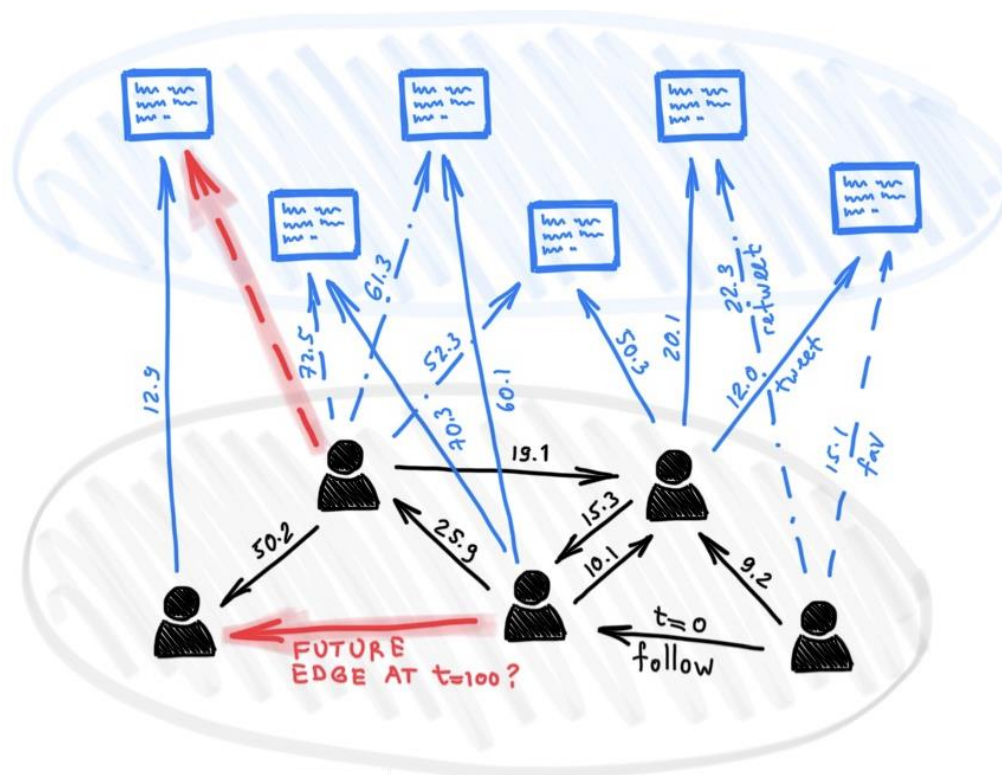 61.3
22.3
retweet
72.5
52.3
50.3
20.1
12.0
tweet
12.9
70.3
60.1
15.1
fav
19.1
15.3
50.2
25.9
10.1
9.2
t=0
follow
FUTURE
EDGE AT t=100?